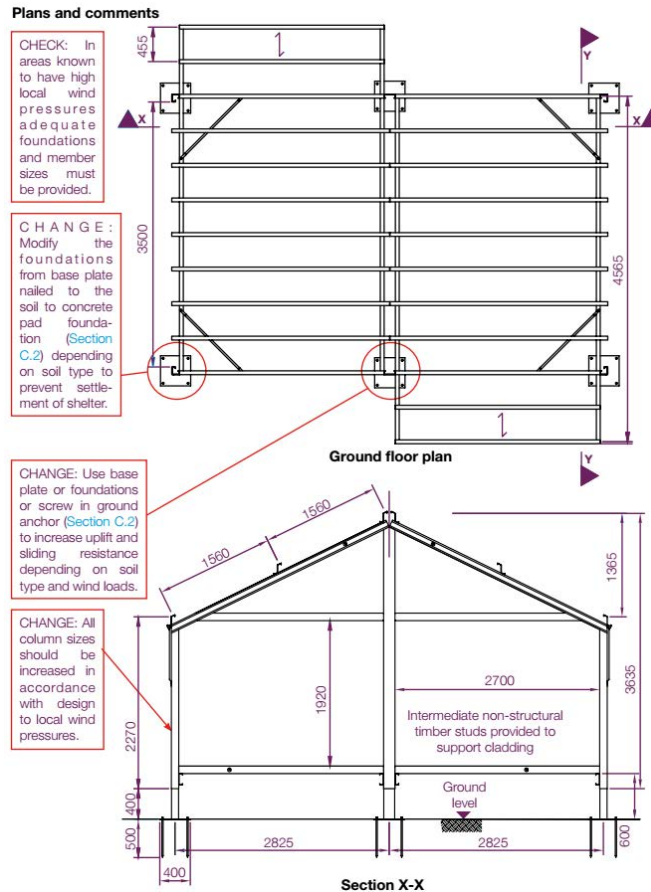 Plans and comments
CHECK: In
areas known
to have high
local wind
pressures
adequate
foundations
and member
sizes must
be provided.
CHANGE:
Modify the
foundations
from base plate
nailed to the
soil to concrete
pad founda-
tion (Section
C.2) depending
on soil type to
prevent settle-
ment of shelter.
455
Y
X
X
3500
4565
Ground floor plan
Y
CHANGE: Use base
plate or foundations
or screw in ground
anchor (Section C.2)
to increase uplift and
sliding resistance
depending on soil
type and wind loads.
CHANGE: All
column sizes
should be
increased in
accordance
with design
to local wind
pressures.
1560
1560
1365
3635
2270
1920
2700
Intermediate non-structural
timber studs provided to
support cladding
Ground
level
400
500
400
2825
2825
600
Section X-X